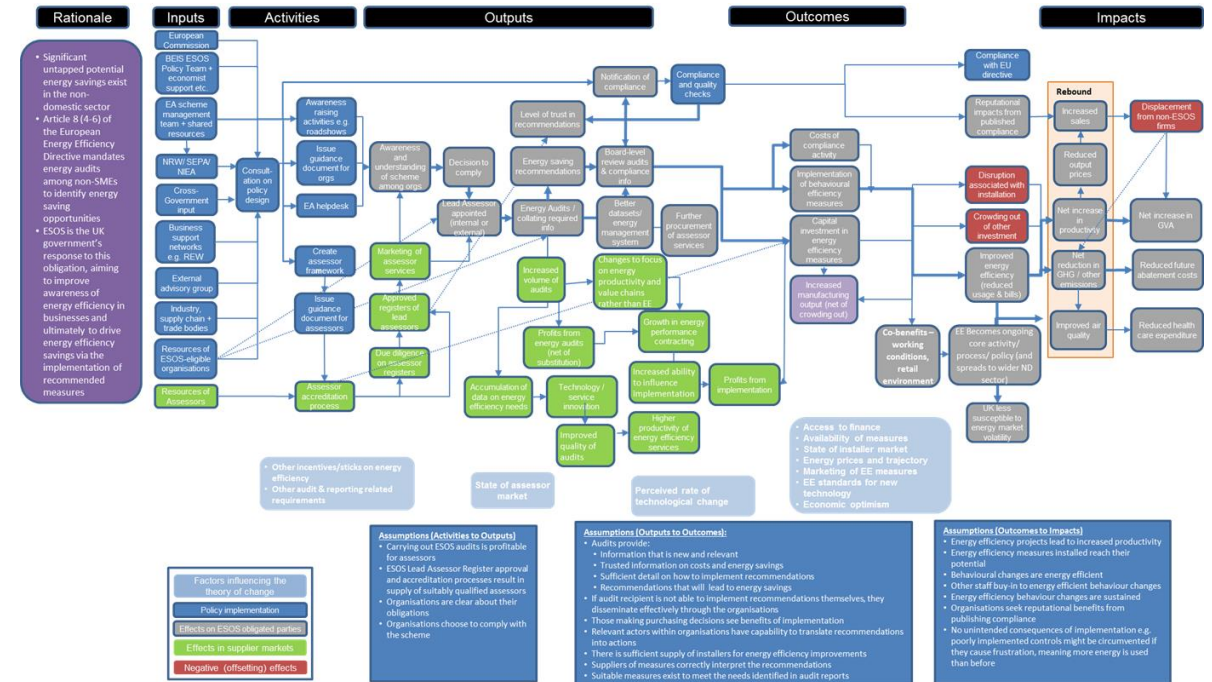 Rationale
Inputs
Activities
Outputs
Outcomes
Impacts
• Significant
untapped potential
energy savings exist
in the non-
domestic sector
• Article 8 (4-6) of
the European
Energy Efficiency
Directive mandates
energy audits
among non-SMEs
to identify energy
saving
opportunities
• ESOS is the UK
government's
response to this
obligation, aiming
to improve
awareness of
energy efficiency in
businesses and
ultimately to drive
energy efficiency
savings via the
implementation of
recommended
measures
European
Commission
BEIS ESOS
Policy Team +
economist
support etc.
EA scheme
management
team + shared
resources
NRW/ SEPA/
NIEA
Cross-
Government
input
Business
support
networks
e.g. REW
External
advisory group
Industry,
supply chain +
trade bodies
Resources of
ESOS-eligible
organisations
Resources of
Assessors
Consult-
ation on
policy
design
Awareness
raising
activities e.g.
roadshows
Issue
guidance
document for
orgs
EA helpdesk
Create
assessor
framework
Issue
guidance
document for
assessors
Assessor
accreditation
process
Awareness
and
understanding
of scheme
among orgs
Marketing of
assessor
services
Approved
registers
of lead
assessors
Due diligence
on assessor
registers
Decision to
comply
Lead Assessor
appointed
(internal or
external)
Notification of
compliance
Compliance
and quality
checks
Level of trust in
recommendations
Energy saving
recommendations
Energy Audits /
collating required
info
Board-level
review audits
& compliance
info
Better
datasets/
energy
management
system
Further
procurement
of assessor
services
Increased
volume of
audits
Changes to focus
on energy
productivity and
value chains
rather than EE
Profits from
energy audits
(net of
substitution)
Growth in energy
performance
contracting
Accumulation of
data on energy
efficiency needs
Technology /
service
innovation
Increased ability
to influence
implementation
Profits from
implementation
Improved
quality of
audits
Higher
productivity of
energy efficiency
services
Costs of
compliance
activity
Implementation
of behavioural
efficiency
measures
Capital
investment in
energy
efficiency
measures
Increased
manufacturing
output (net of
crowding out)
Compliance
with EU
directive
Reputational
impacts from
published
compliance
Disruption
associated with
installation
Crowding out
of other
investment
Improved
energy
efficiency
(reduced
usage & bills)
Co-benefits –
working
conditions,
retail
environment
EE Becomes ongoing
core activity/
process/ policy (and
spreads to wider ND
sector)
UK less
susceptible to
energy market
volatility
Rebound
Increased
sales
Reduced
output
prices
Net increase
in
productivity
Net
reduction in
GHG / other
emissions
Improved air
quality
Displacement
from non-ESOS
firms
Net increase in
GVA
Reduced future
abatement costs
Reduced health
care expenditure
• Other incentives/sticks on energy
efficiency
• Other audit & reporting related
requirements
State of assessor
market
Perceived rate of
technological change
• Access to finance
• Availability of measures
• State of installer market
• Energy prices and trajectory
• Marketing of EE measures
• EE standards for new
technology
• Economic optimism
Factors influencing the
theory of change
Policy implementation
Effects on ESOS obligated parties
Effects in supplier markets
Negative (offsetting) effects
Assumptions (Activities to Outputs)
• Carrying out ESOS audits is profitable
for assessors
• ESOS Lead Assessor Register approval
and accreditation processes result in
supply of suitably qualified assessors
• Organisations are clear about their
obligations.
• Organisations choose to comply with
the scheme
Assumptions (Outputs to Outcomes):
• Audits provide:
• Information that is new and relevant
• Trusted information on costs and energy savings
• Sufficient detail on how to implement recommendations
• Recommendations that will lead to energy savings
• If audit recipient is not able to implement recommendations themselves, they
disseminate effectively through the organisations
• Those making purchasing decisions see benefits of implementation
• Relevant actors within organisations have capability to translate recommendations
into actions
• There is sufficient supply of installers for energy efficiency improvements
• Suppliers of measures correctly interpret the recommendations
• Suitable measures exist to meet the needs identified in audit reports
Assumptions (Outcomes to Impacts)
• Energy efficiency projects lead to increased productivity
• Energy efficiency measures installed reach their
potential
• Behavioural changes are energy efficient
• Other staff buy-in to energy efficient behaviour changes
• Energy efficiency behaviour changes are sustained
• Organisations seek reputational benefits from
publishing compliance
• No unintended consequences of implementation e.g.
poorly implemented controls might be circumvented if
they cause frustration, meaning more energy is used
than before